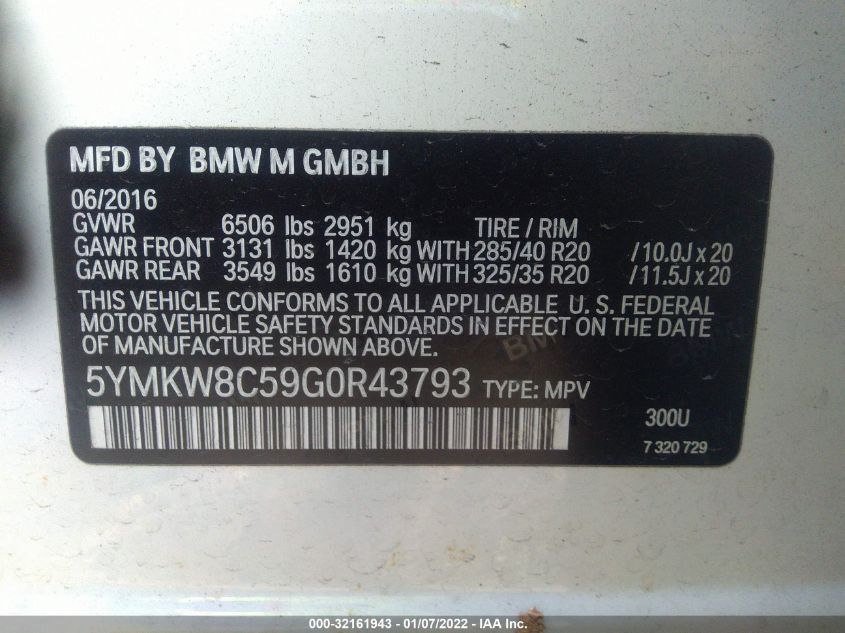 MFD BY BMW M GMBH
06/2016
GVWR 6506 lbs 2951 kg TIRE / RIM
GAWR FRONT 3131 lbs 1420 kg WITH 285/40 R20 / 10.0J x 20
GAWR REAR 3549 lbs 1610 kg WITH 325/35 R20 / 11.5J x 20
THIS VEHICLE CONFORMS TO ALL APPLICABLE U. S. FEDERAL
MOTOR VEHICLE SAFETY STANDARDS IN EFFECT ON THE DATE
OF MANUFACTURE SHOWN ABOVE.
5YMKW8C59G0R43793 TYPE: MPV
300U
7 320 729
000-32161943 - 01/07/2022 - IAA Inc.